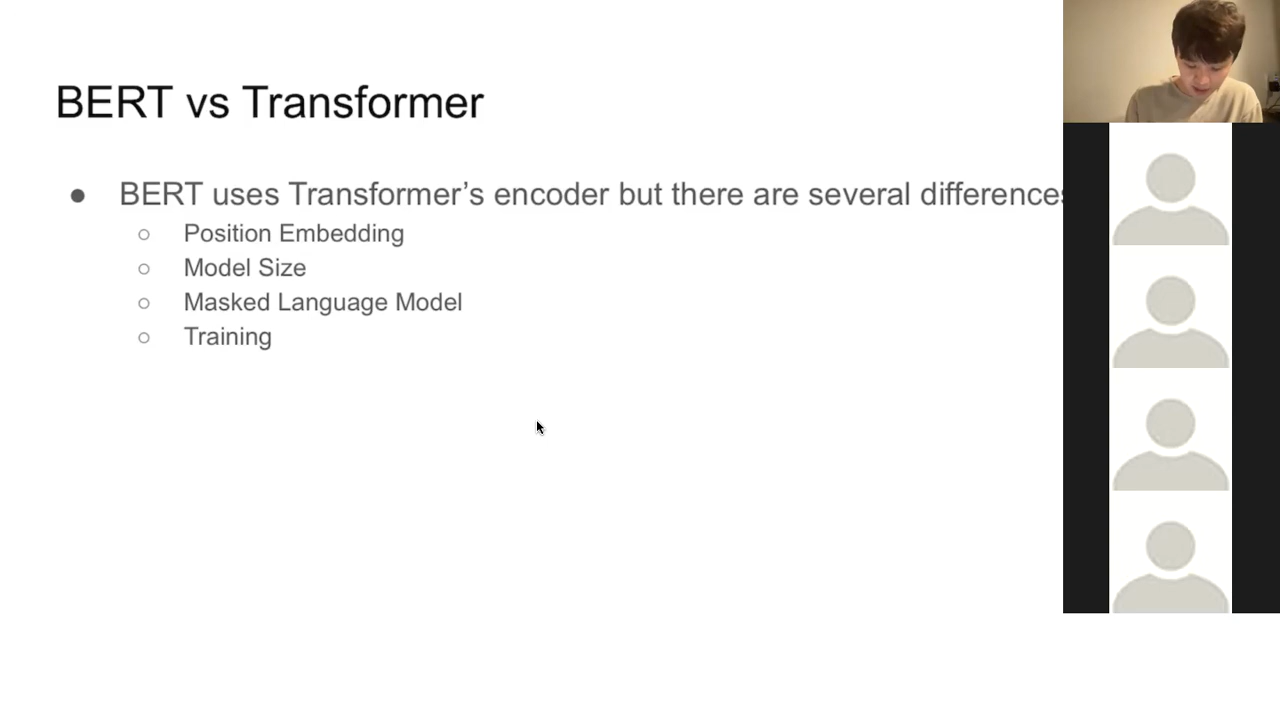 BERT vs Transformer
● BERT uses Transformer’s encoder but there are several differences
○ Position Embedding
○ Model Size
○ Masked Language Model
○ Training